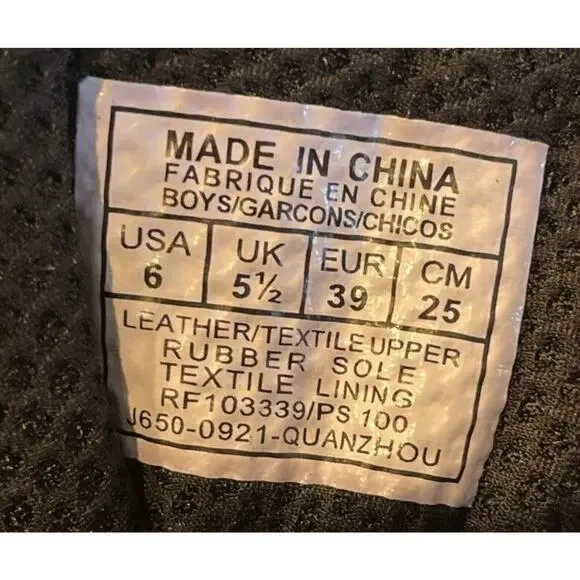 MADE IN CHINA
FABRIQUE EN CHINE
BOYS/GARCONS/CHICOS
USA UK EUR CM
6 5½ 39 25
LEATHER/TEXTILE UPPER
RUBBER SOLE
TEXTILE LINING
RF103339/PS 100
J650-0921-QUANZHOU